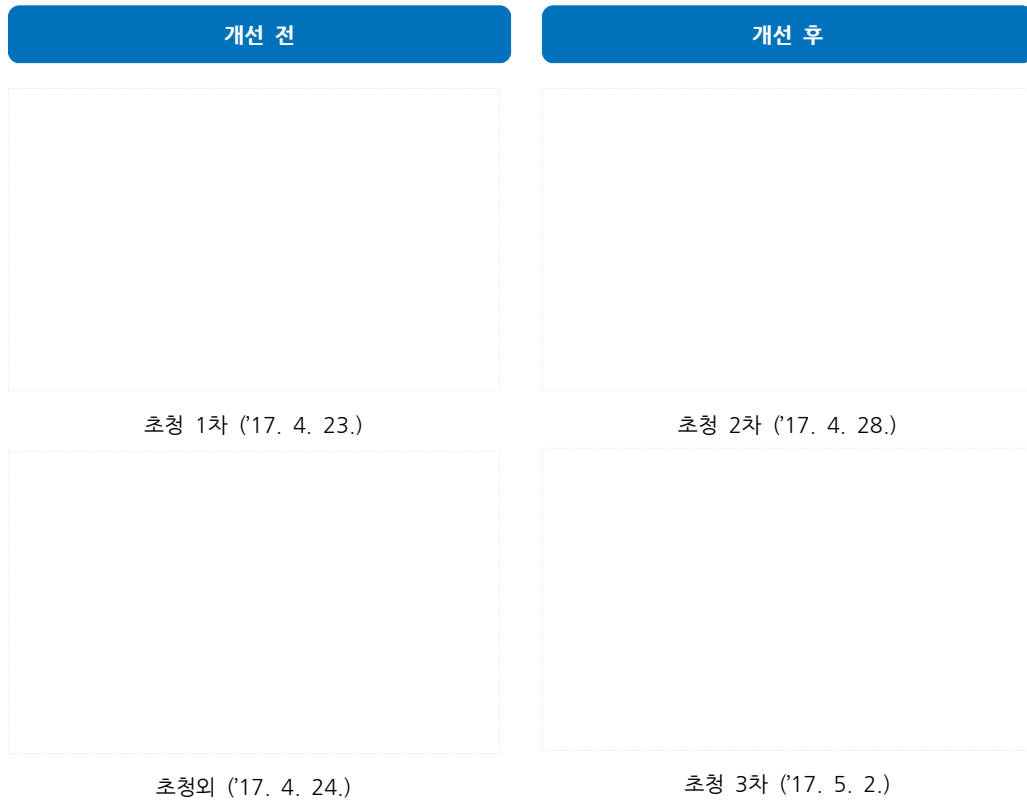 개선 전
개선 후
초청 1차 (’17. 4. 23.)
초청 2차 (’17. 4. 28.)
초청외 (’17. 4. 24.)
초청 3차 (’17. 5. 2.)